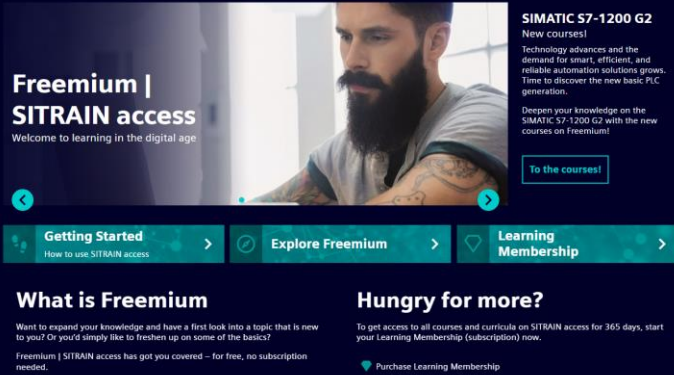 Freemium |
SITRAIN access
Welcome to learning in the digital age
SIMATIC S7-1200 G2
New courses!
Technology advances and the
demand for smart, efficient, and
reliable automation solutions grows.
Time to discover the new basic PLC
generation.
Deepen your knowledge on the
SIMATIC S7-1200 G2 with the new
courses on Freemium!
To the courses!
Getting Started
How to use SITRAIN access
Explore Freemium
Learning
Membership
What is Freemium
Want to expand your knowledge and have a first look into a topic that is new
to you? Or you'd simply like to freshen up on some of the basics?
Freemium | SITRAIN access has got you covered – for free, no subscription
needed.
Hungry for more?
To get access to all courses and curricula on SITRAIN access for 365 days, start
your Learning Membership (subscription) now.
Purchase Learning Membership